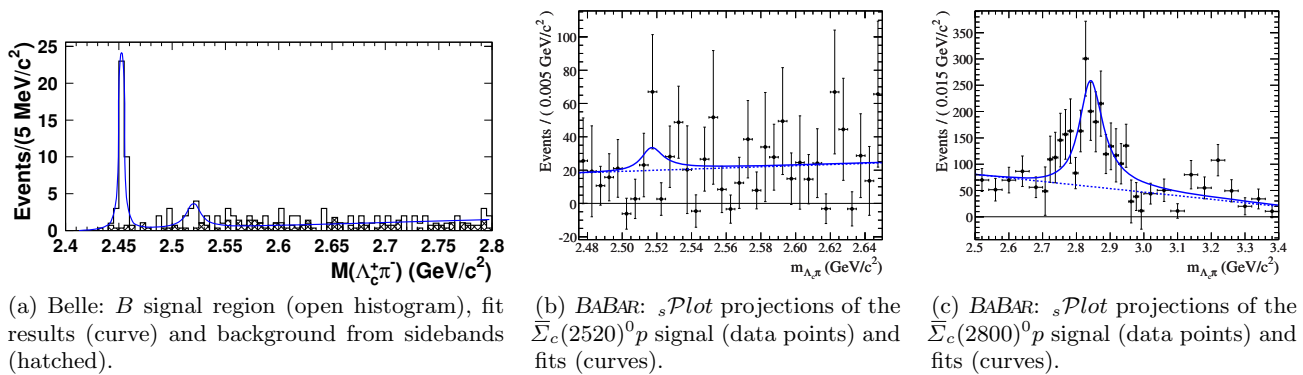 Events/(5 MeV/c²)
25
20
15
10
5
0
2.4 2.45 2.5 2.55 2.6 2.65 2.7 2.75 2.8
M(Λc⁺π⁻) (GeV/c²)
(a) Belle: B signal region (open histogram), fit
results (curve) and background from sidebands
(hatched).
Events / ( 0.005 GeV/c² )
100
80
60
40
20
0
-20
2.48 2.50 2.52 2.54 2.56 2.58 2.60 2.62 2.64
m_Λcπ (GeV/c²)
(b) BABAR: sPlot projections of the
Σ̅c(2520)⁰p signal (data points) and
fits (curves).
Events / ( 0.015 GeV/c² )
350
300
250
200
150
100
50
0
2.5 2.6 2.7 2.8 2.9 3.0 3.1 3.2 3.3 3.4
m_Λcπ (GeV/c²)
(c) BABAR: sPlot projections of the
Σ̅c(2800)⁰p signal (data points) and
fits (curves).